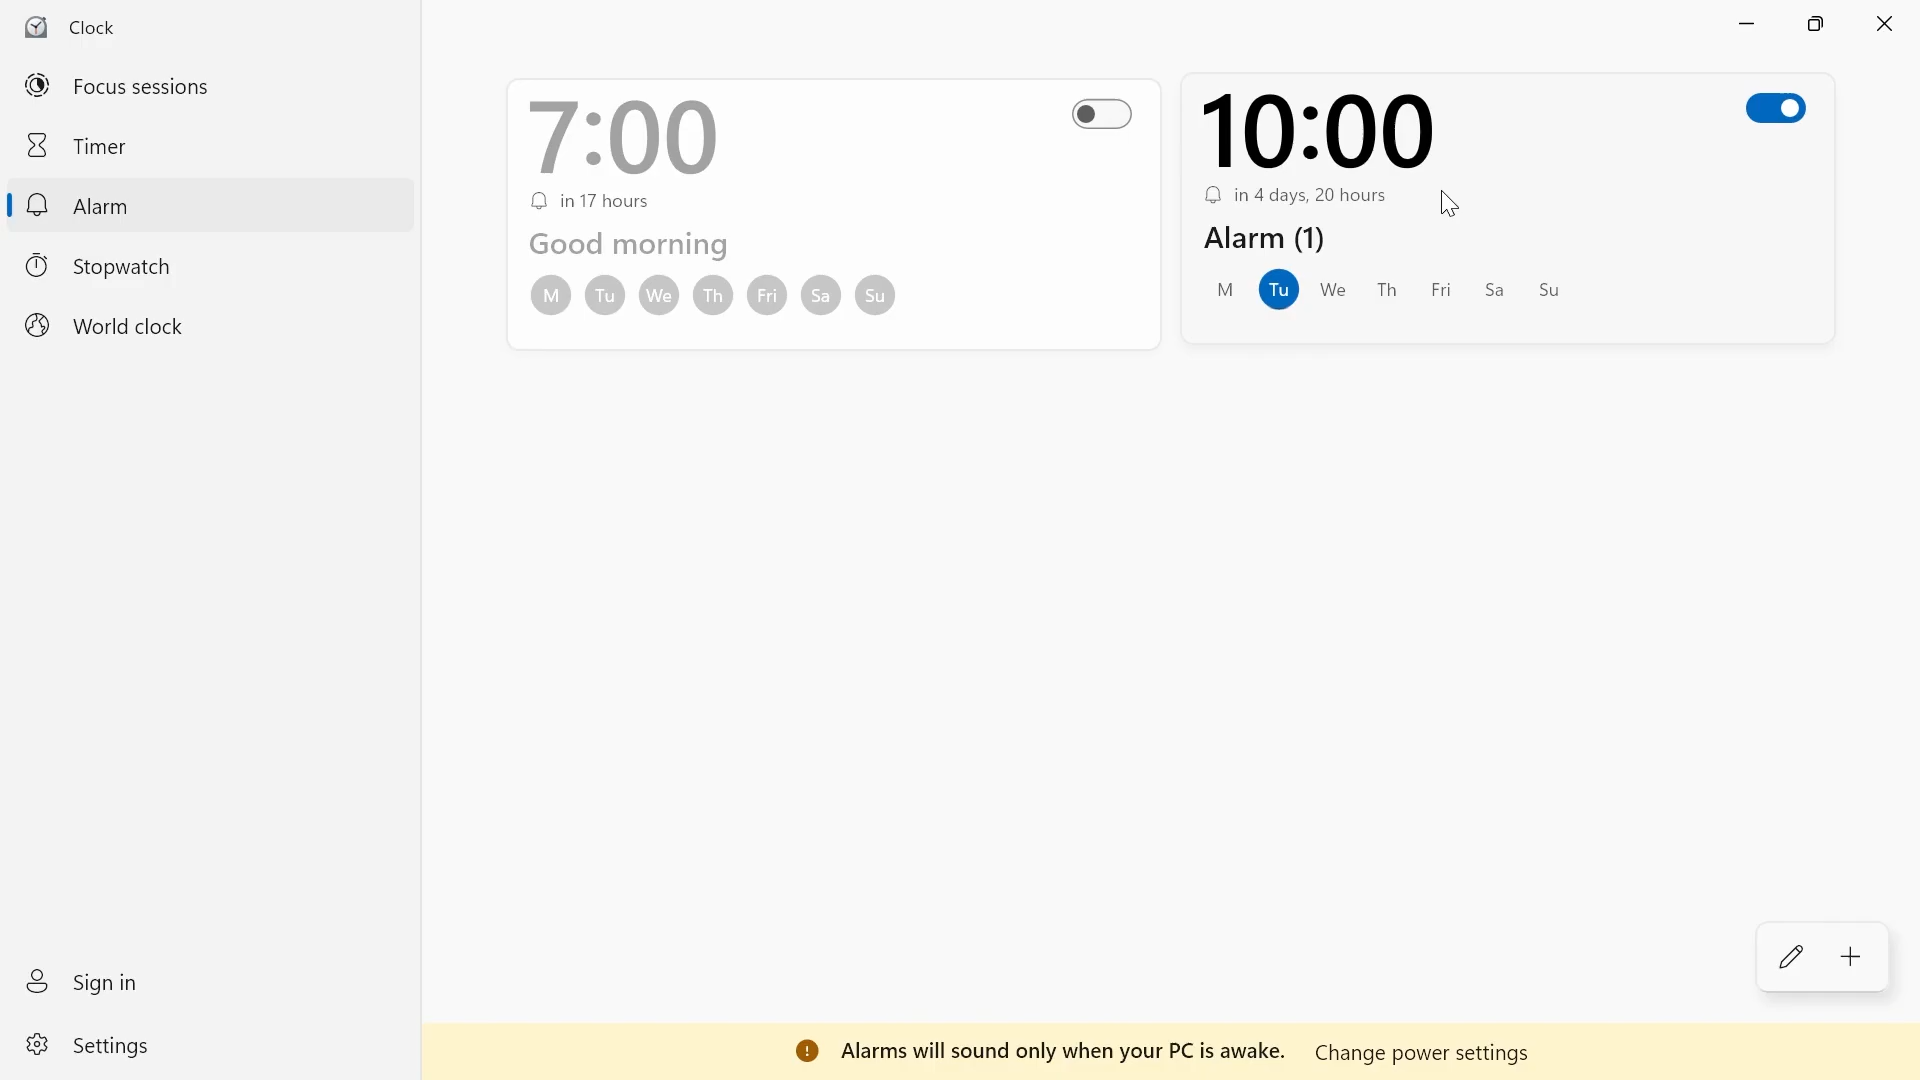 Clock
Focus sessions
Timer
Alarm
Stopwatch
World clock
Sign in
Settings
7:00
in 17 hours
Good morning
M Tu We Th Fri Sa Su
10:00
in 4 days, 20 hours
Alarm (1)
M Tu We Th Fri Sa Su
Alarms will sound only when your PC is awake. Change power settings